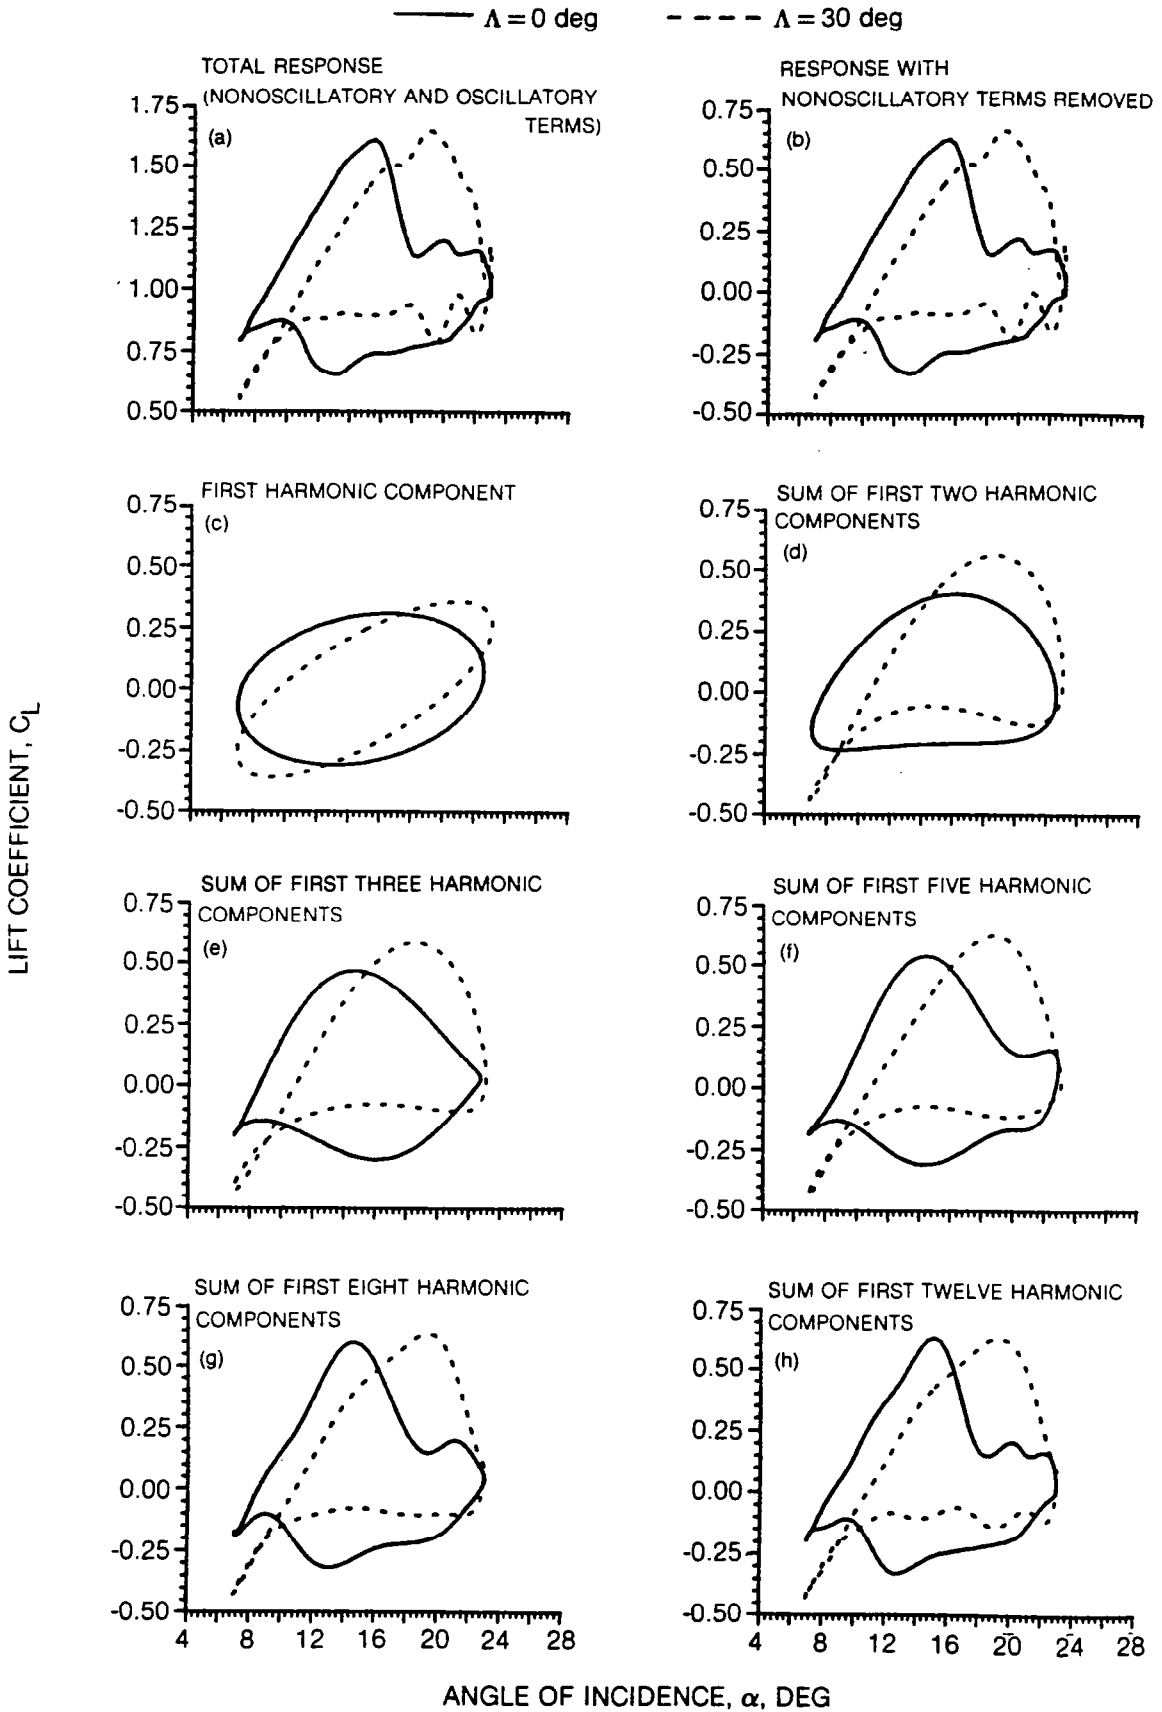 Λ = 0 deg
Λ = 30 deg
TOTAL RESPONSE
(NONOSCILLATORY AND OSCILLATORY
TERMS)
(a)
1.75
1.50
1.25
1.00
0.75
0.50
RESPONSE WITH
NONOSCILLATORY TERMS REMOVED
(b)
0.75
0.50
0.25
0.00
-0.25
-0.50
FIRST HARMONIC COMPONENT
(c)
0.75
0.50
0.25
0.00
-0.25
-0.50
SUM OF FIRST TWO HARMONIC
COMPONENTS
(d)
0.75
0.50
0.25
0.00
-0.25
-0.50
SUM OF FIRST THREE HARMONIC
COMPONENTS
(e)
0.75
0.50
0.25
0.00
-0.25
-0.50
SUM OF FIRST FIVE HARMONIC
COMPONENTS
(f)
0.75
0.50
0.25
0.00
-0.25
-0.50
SUM OF FIRST EIGHT HARMONIC
COMPONENTS
(g)
0.75
0.50
0.25
0.00
-0.25
-0.50
4 8 12 16 20 24 28
SUM OF FIRST TWELVE HARMONIC
COMPONENTS
(h)
0.75
0.50
0.25
0.00
-0.25
-0.50
4 8 12 16 20 24 28
LIFT COEFFICIENT, C_L
ANGLE OF INCIDENCE, α, DEG